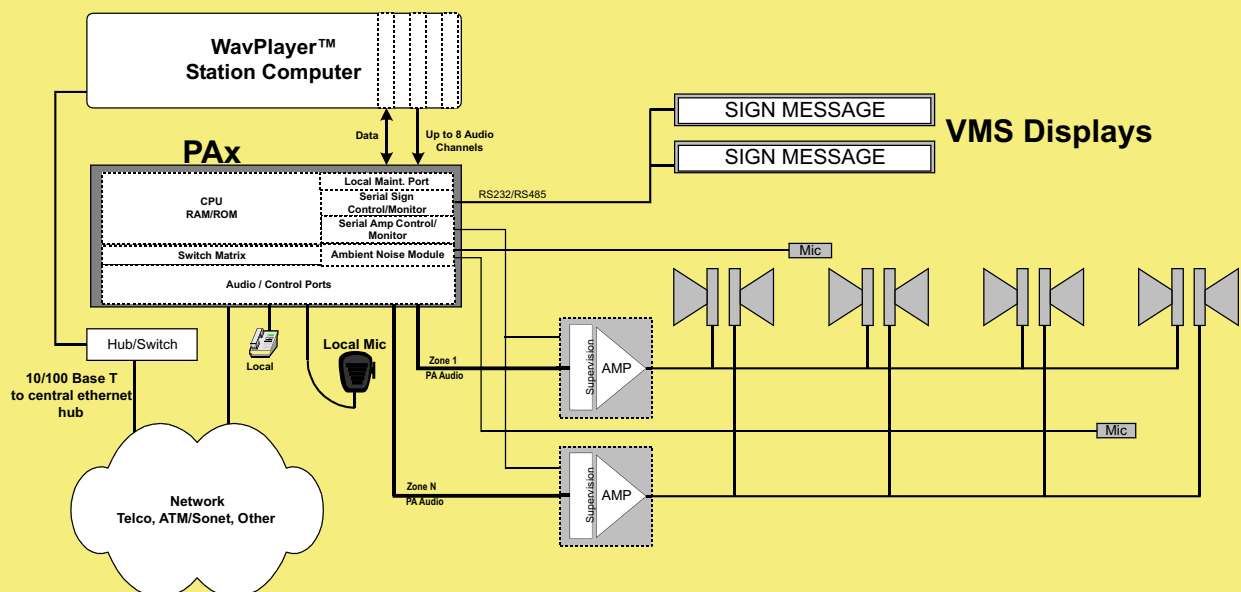 WavPlayer™
Station Computer
Data
Up to 8 Audio
Channels
SIGN MESSAGE
SIGN MESSAGE
VMS Displays
PAx
CPU
RAM/ROM
Local Maint. Port
Serial Sign
Control/Monitor
Serial Amp Control/
Monitor
Switch Matrix
Ambient Noise Module
Audio / Control Ports
RS232/RS485
Mic
Hub/Switch
10/100 Base T
to central ethernet
hub
Local
Local Mic
Zone 1
PA Audio
Supervision
AMP
Mic
Zone N
PA Audio
Supervision
AMP
Network
Telco, ATM/Sonet, Other